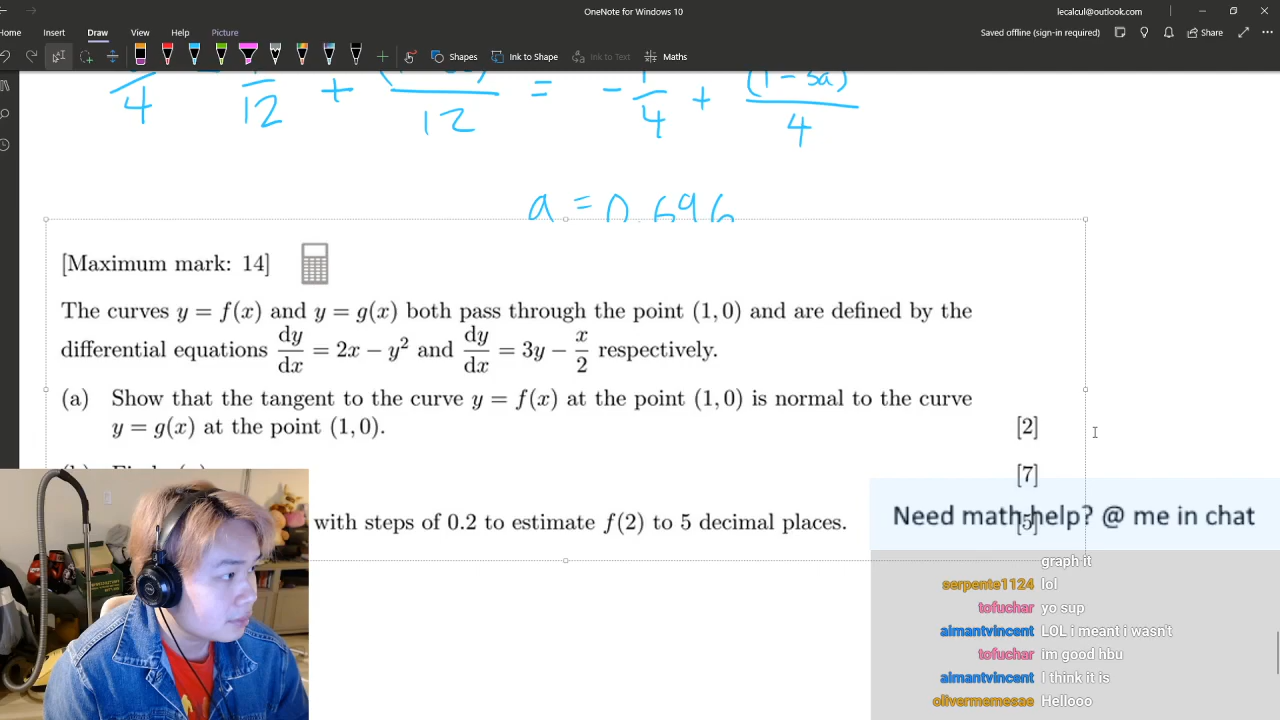 OneNote for Windows 10
lecalcul@outlook.com
Home Insert Draw View Help Picture
Saved offline (sign-in required)
Share
Shapes Ink to Shape Ink to Text Maths
4 12 + 12 = - 4 + (1 - 3a) 4
a = 0.696
[Maximum mark: 14]
The curves y = f(x) and y = g(x) both pass through the point (1, 0) and are defined by the
differential equations dy/dx = 2x − y² and dy/dx = 3y − x/2 respectively.
(a) Show that the tangent to the curve y = f(x) at the point (1, 0) is normal to the curve
y = g(x) at the point (1, 0).
[2]
[7]
with steps of 0.2 to estimate f(2) to 5 decimal places.
[5]
Need math help? @ me in chat
graph it
serpente1124 lol
tofuchar yo sup
aimantvincent LOL i meant i wasn't
tofuchar im good hbu
aimantvincent I think it is
olivermemesae Hellooo